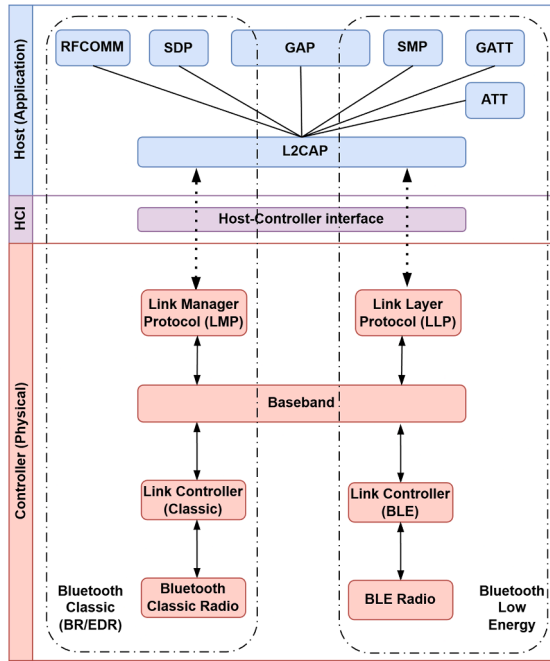 Host (Application)
RFCOMM
SDP
GAP
SMP
GATT
ATT
L2CAP
HCI
Host-Controller interface
Controller (Physical)
Link Manager
Protocol (LMP)
Link Layer
Protocol (LLP)
Baseband
Link Controller
(Classic)
Link Controller
(BLE)
Bluetooth
Classic
(BR/EDR)
Bluetooth
Classic Radio
BLE Radio
Bluetooth
Low
Energy